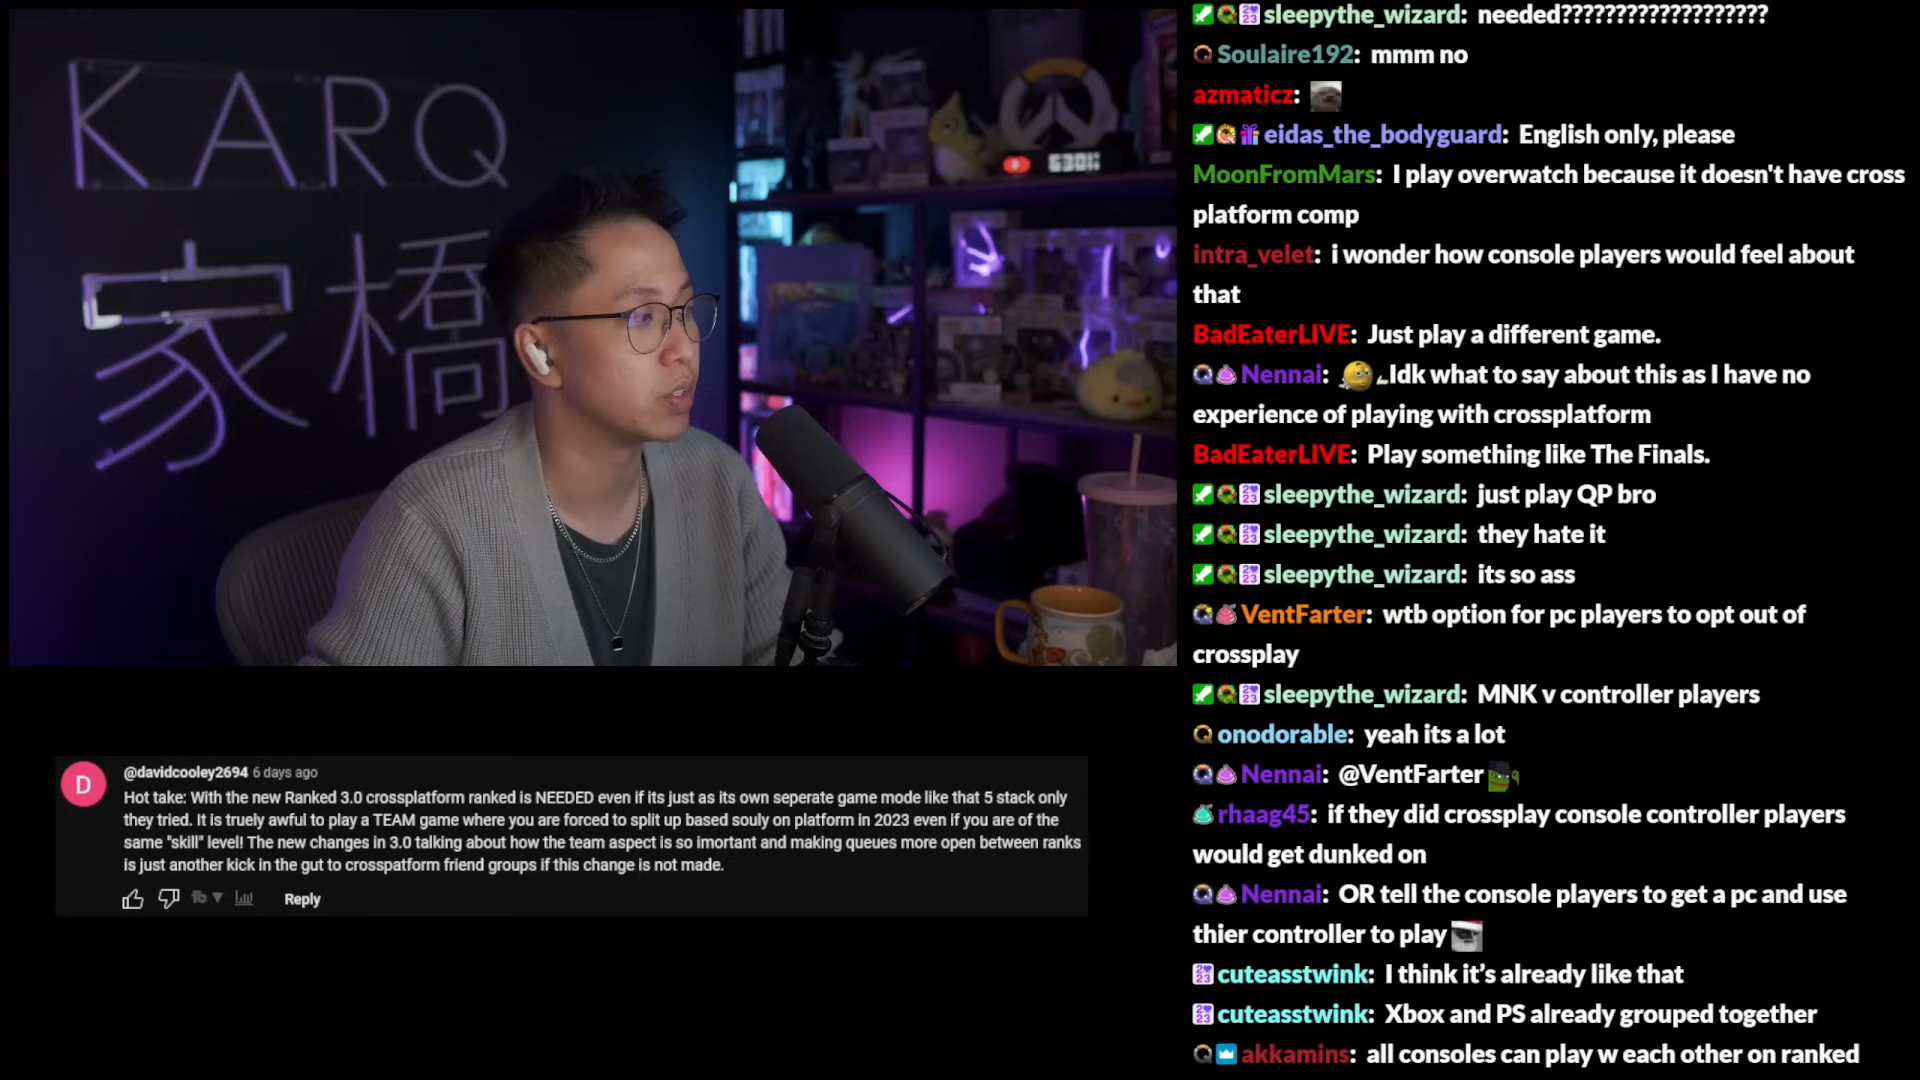 KARQ
家橋
6301
sleepythe_wizard: needed???????????????????
Soulaire192: mmm no
azmaticz:
eidas_the_bodyguard: English only, please
MoonFromMars: I play overwatch because it doesn't have cross
platform comp
intra_velet: i wonder how console players would feel about
that
BadEaterLIVE: Just play a different game.
Nennai: Idk what to say about this as I have no
experience of playing with crossplatform
BadEaterLIVE: Play something like The Finals.
sleepythe_wizard: just play QP bro
sleepythe_wizard: they hate it
sleepythe_wizard: its so ass
VentFarter: wtb option for pc players to opt out of
crossplay
sleepythe_wizard: MNK v controller players
onodorable: yeah its a lot
Nennai: @VentFarter
rhaag45: if they did crossplay console controller players
would get dunked on
Nennai: OR tell the console players to get a pc and use
thier controller to play
cuteasstwink: I think it’s already like that
cuteasstwink: Xbox and PS already grouped together
akkamins: all consoles can play w each other on ranked
D
@davidcooley2694 6 days ago
Hot take: With the new Ranked 3.0 crossplatform ranked is NEEDED even if its just as its own seperate game mode like that 5 stack only
they tried. It is truely awful to play a TEAM game where you are forced to split up based souly on platform in 2023 even if you are of the
same "skill" level! The new changes in 3.0 talking about how the team aspect is so imortant and making queues more open between ranks
is just another kick in the gut to crosspatform friend groups if this change is not made.
Reply